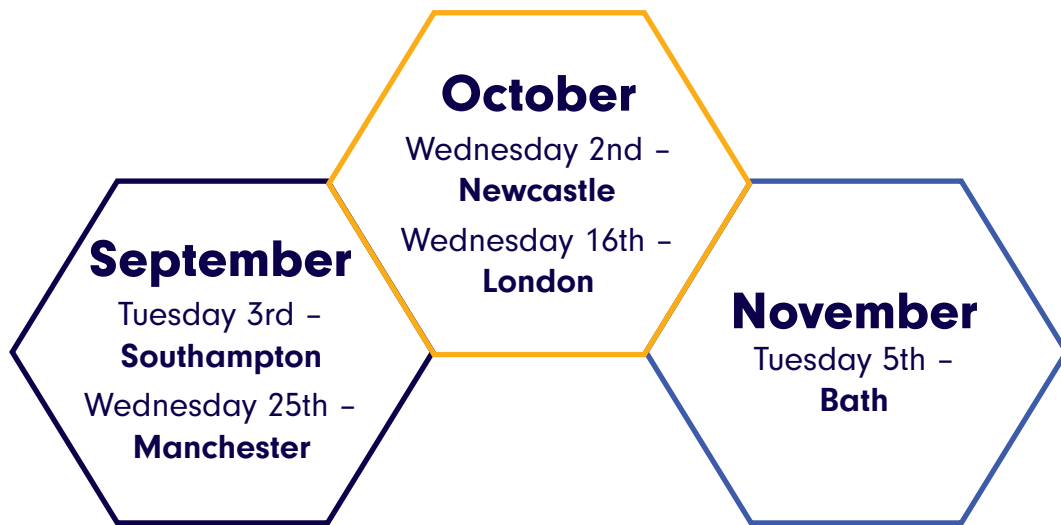 September
Tuesday 3rd –
Southampton
Wednesday 25th –
Manchester
October
Wednesday 2nd –
Newcastle
Wednesday 16th –
London
November
Tuesday 5th –
Bath